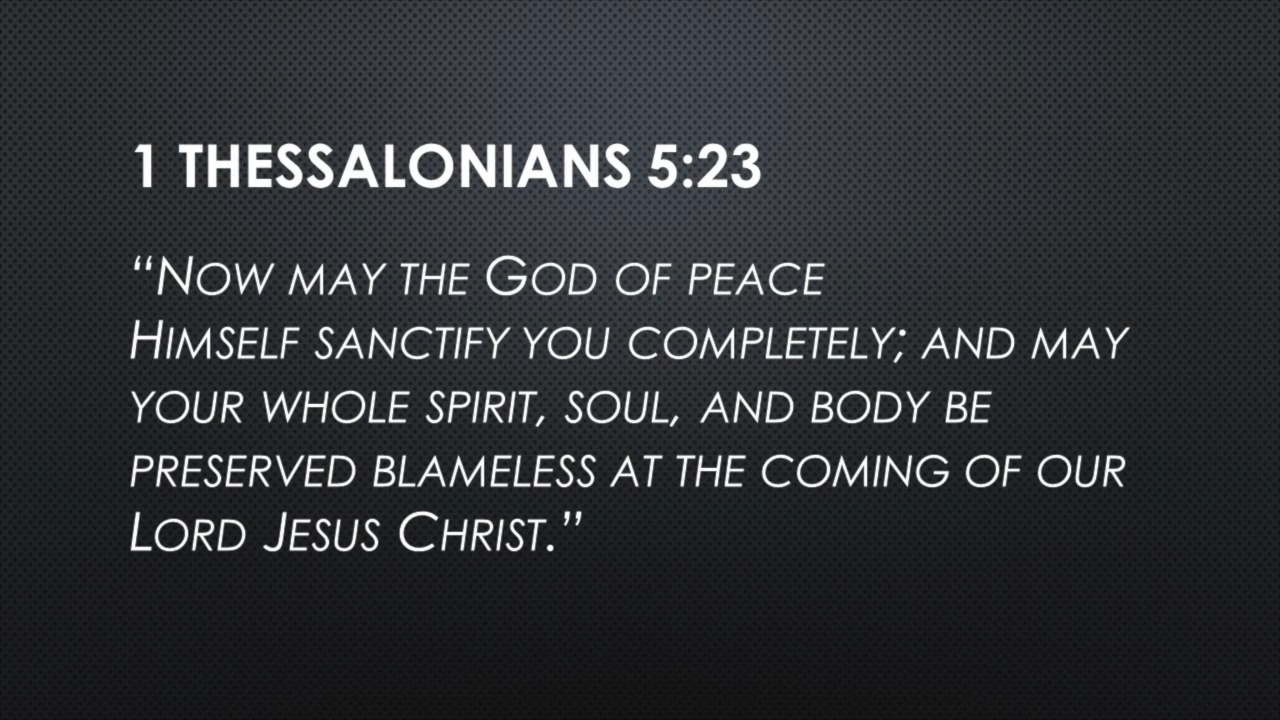 1 THESSALONIANS 5:23
“NOW MAY THE GOD OF PEACE
HIMSELF SANCTIFY YOU COMPLETELY; AND MAY
YOUR WHOLE SPIRIT, SOUL, AND BODY BE
PRESERVED BLAMELESS AT THE COMING OF OUR
LORD JESUS CHRIST.”